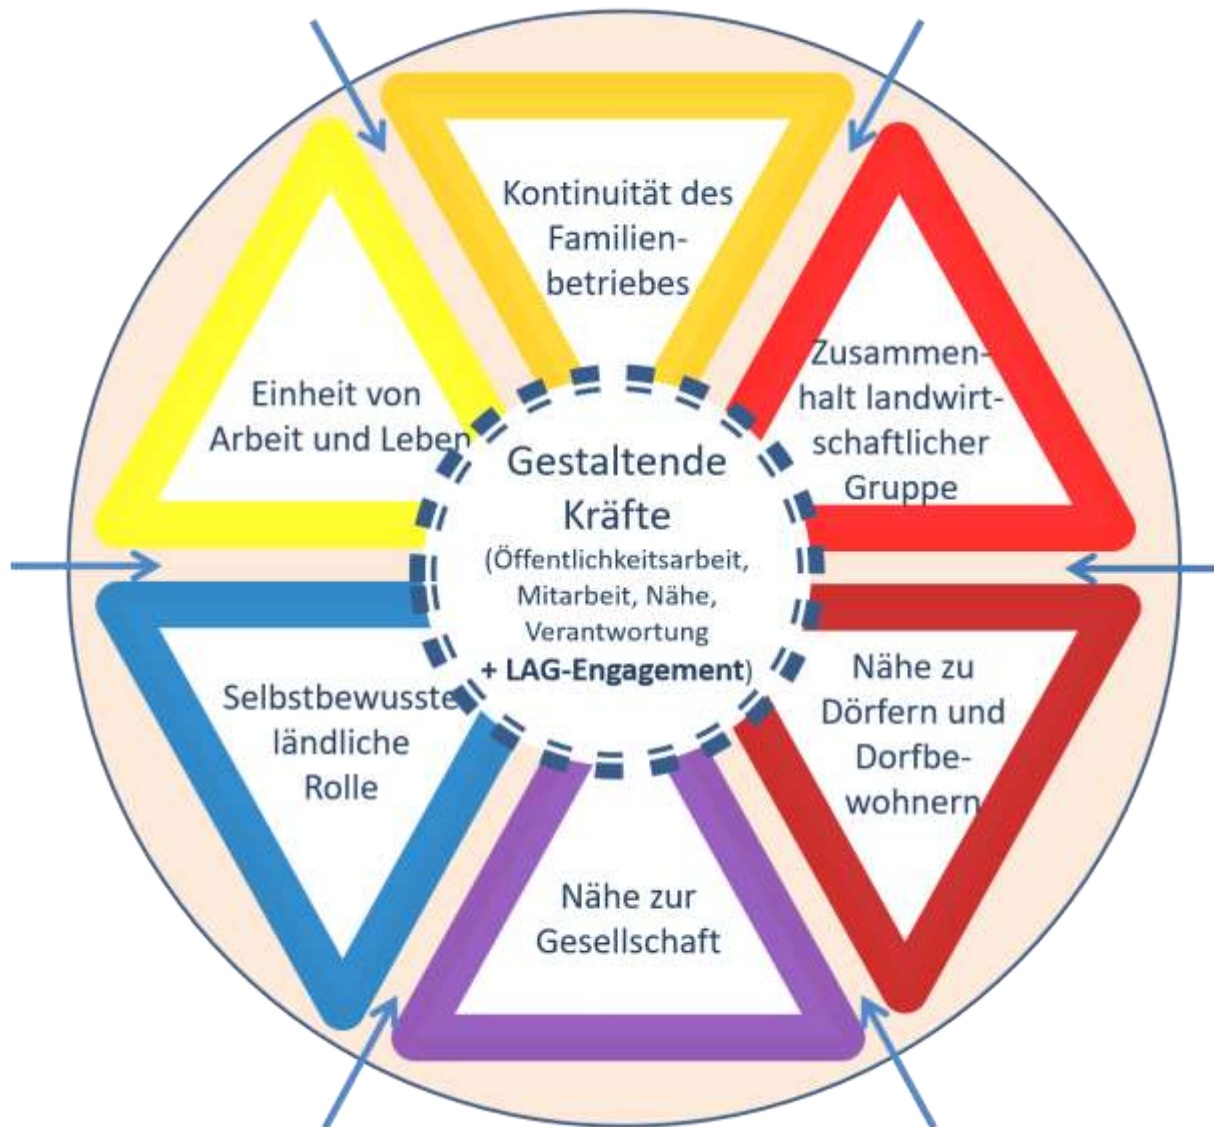 Kontinuität des
Familien-
betriebes
Zusammen-
halt landwirt-
schaftlicher
Gruppe
Einheit von
Arbeit und Leben
Gestaltende
Kräfte
(Öffentlichkeitsarbeit,
Mitarbeit, Nähe,
Verantwortung
+ LAG-Engagement)
Nähe zu
Dörfern und
Dorfbe-
wohnern
Selbstbewusste
ländliche
Rolle
Nähe zur
Gesellschaft